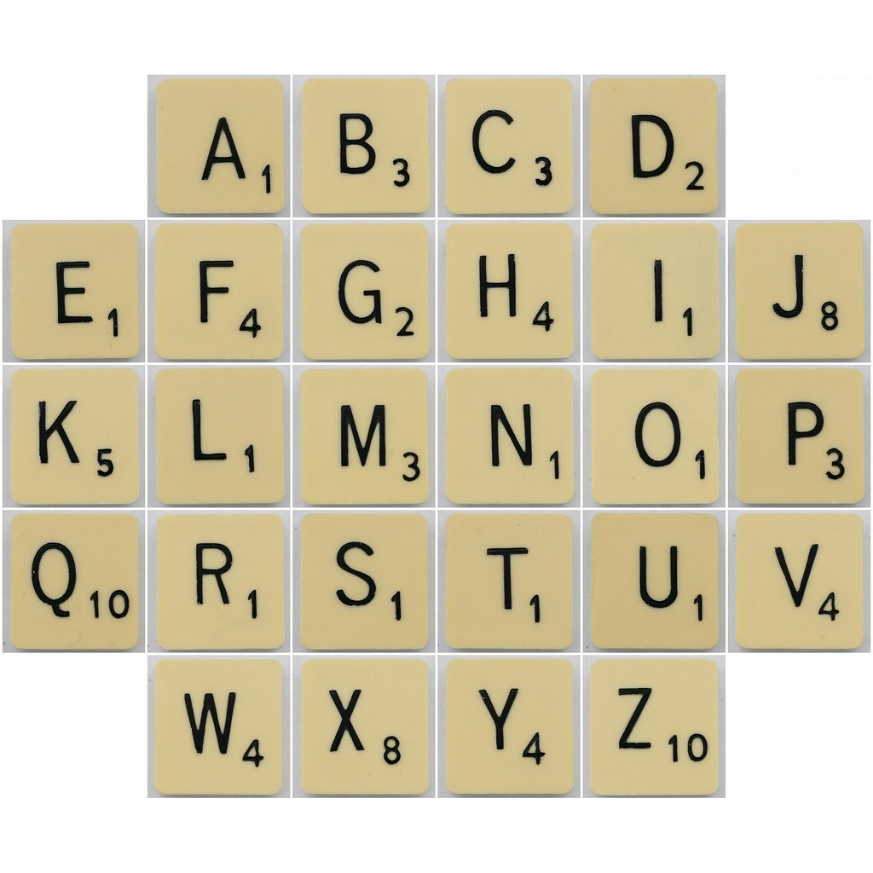 A1 B3 C3 D2
E1 F4 G2 H4 I1 J8
K5 L1 M3 N1 O1 P3
Q10 R1 S1 T1 U1 V4
W4 X8 Y4 Z10